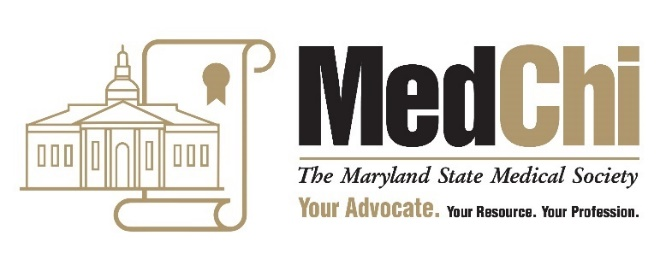 MedChi
The Maryland State Medical Society
Your Advocate. Your Resource. Your Profession.